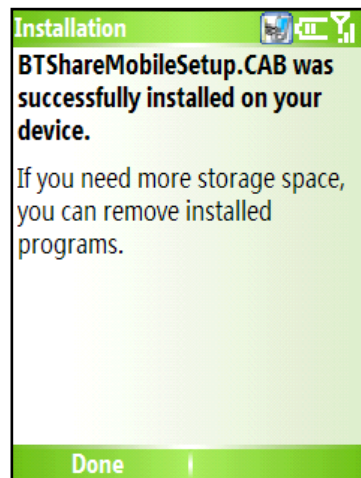 Installation
BTShareMobileSetup.CAB was
successfully installed on your
device.
If you need more storage space,
you can remove installed
programs.
Done